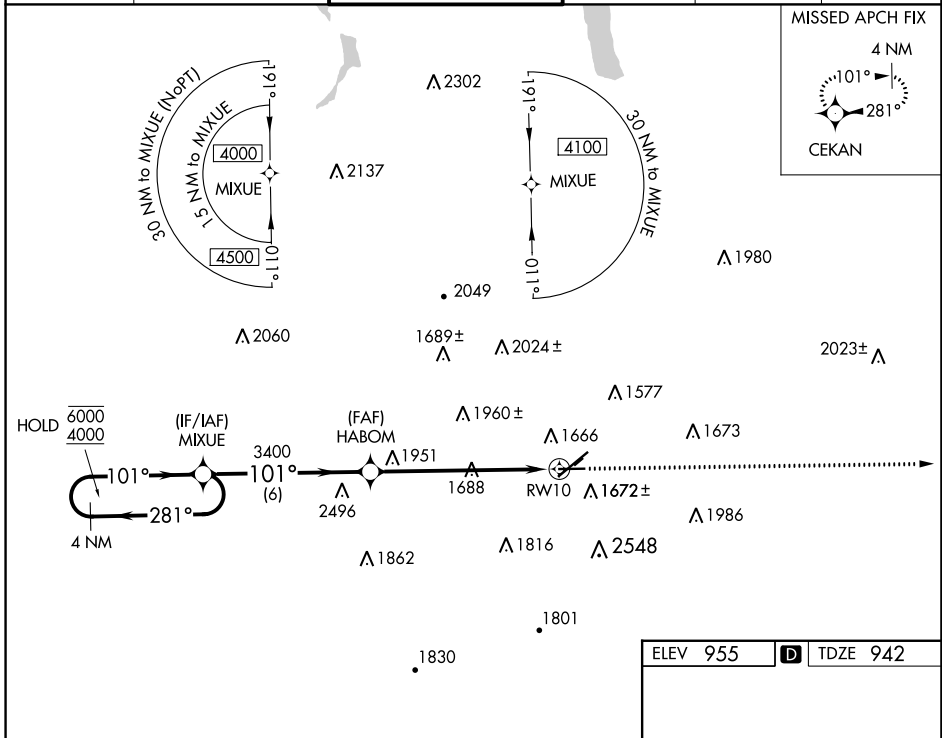 MISSED APCH FIX
4 NM
101°
281°
CEKAN
30 NM to MIXUE (NoPT)
15 NM to MIXUE
191°
4000
MIXUE
4500
011°
2302
2137
191°
4100
MIXUE
30 NM to MIXUE
011°
1980
2049
2060
1689±
2024±
2023±
1577
HOLD
6000
4000
(IF/IAF)
MIXUE
(FAF)
HABOM
1960±
1666
1673
101°
3400
101°
(6)
1951
1688
RW10
1672±
281°
4 NM
2496
1986
1862
1816
2548
1801
1830
ELEV 955 D TDZE 942